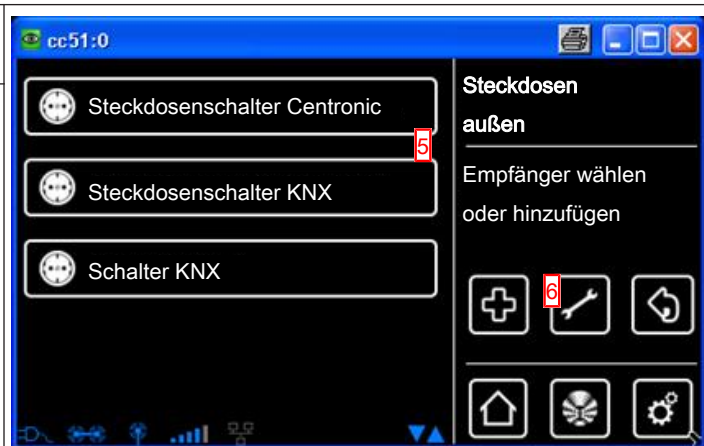 cc51:0
Steckdosenschalter Centronic
5
Steckdosenschalter KNX
Schalter KNX
Steckdosen
außen
Empfänger wählen
oder hinzufügen
6